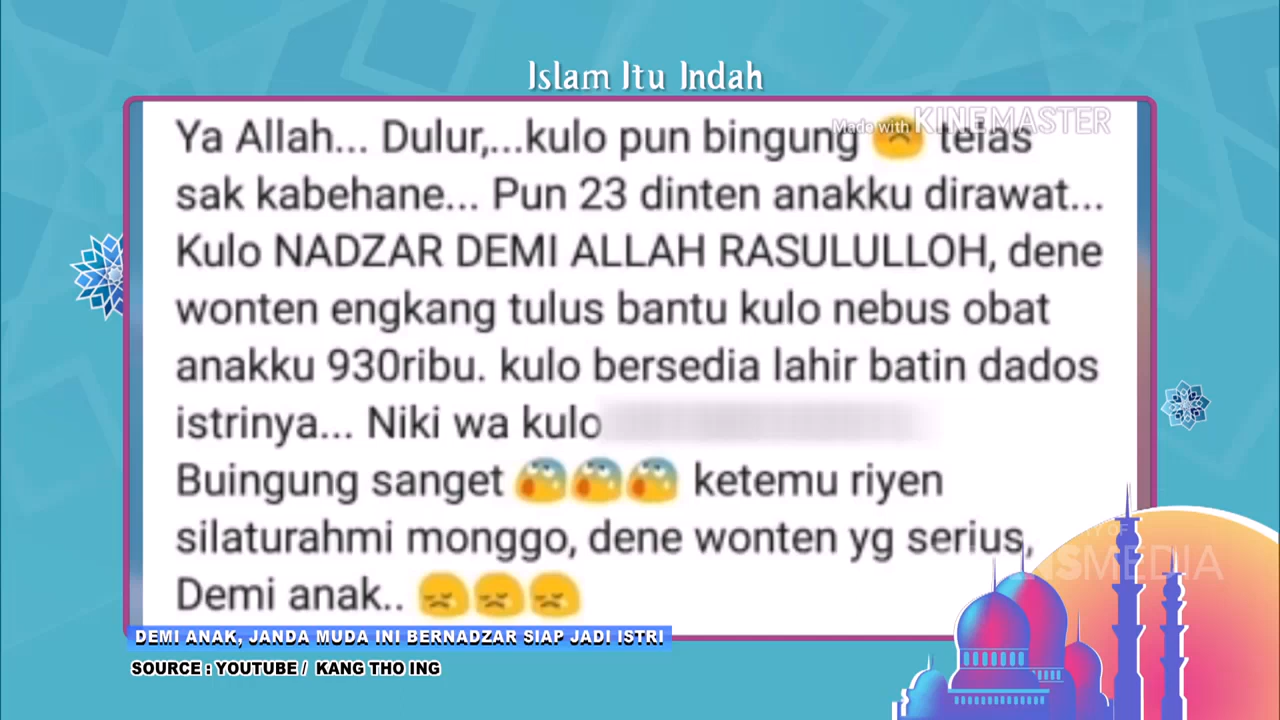 Islam Itu Indah
Made with KINEMASTER
Ya Allah... Dulur,...kulo pun bingung 😞 telas
sak kabehane... Pun 23 dinten anakku dirawat...
Kulo NADZAR DEMI ALLAH RASULULLOH, dene
wonten engkang tulus bantu kulo nebus obat
anakku 930ribu. kulo bersedia lahir batin dados
istrinya... Niki wa kulo
Buingung sanget 😰😰😰 ketemu riyen
silaturahmi monggo, dene wonten yg serius,
Demi anak.. 😔😔😔
DEMI ANAK, JANDA MUDA INI BERNADZAR SIAP JADI ISTRI
SOURCE : YOUTUBE / KANG THO ING